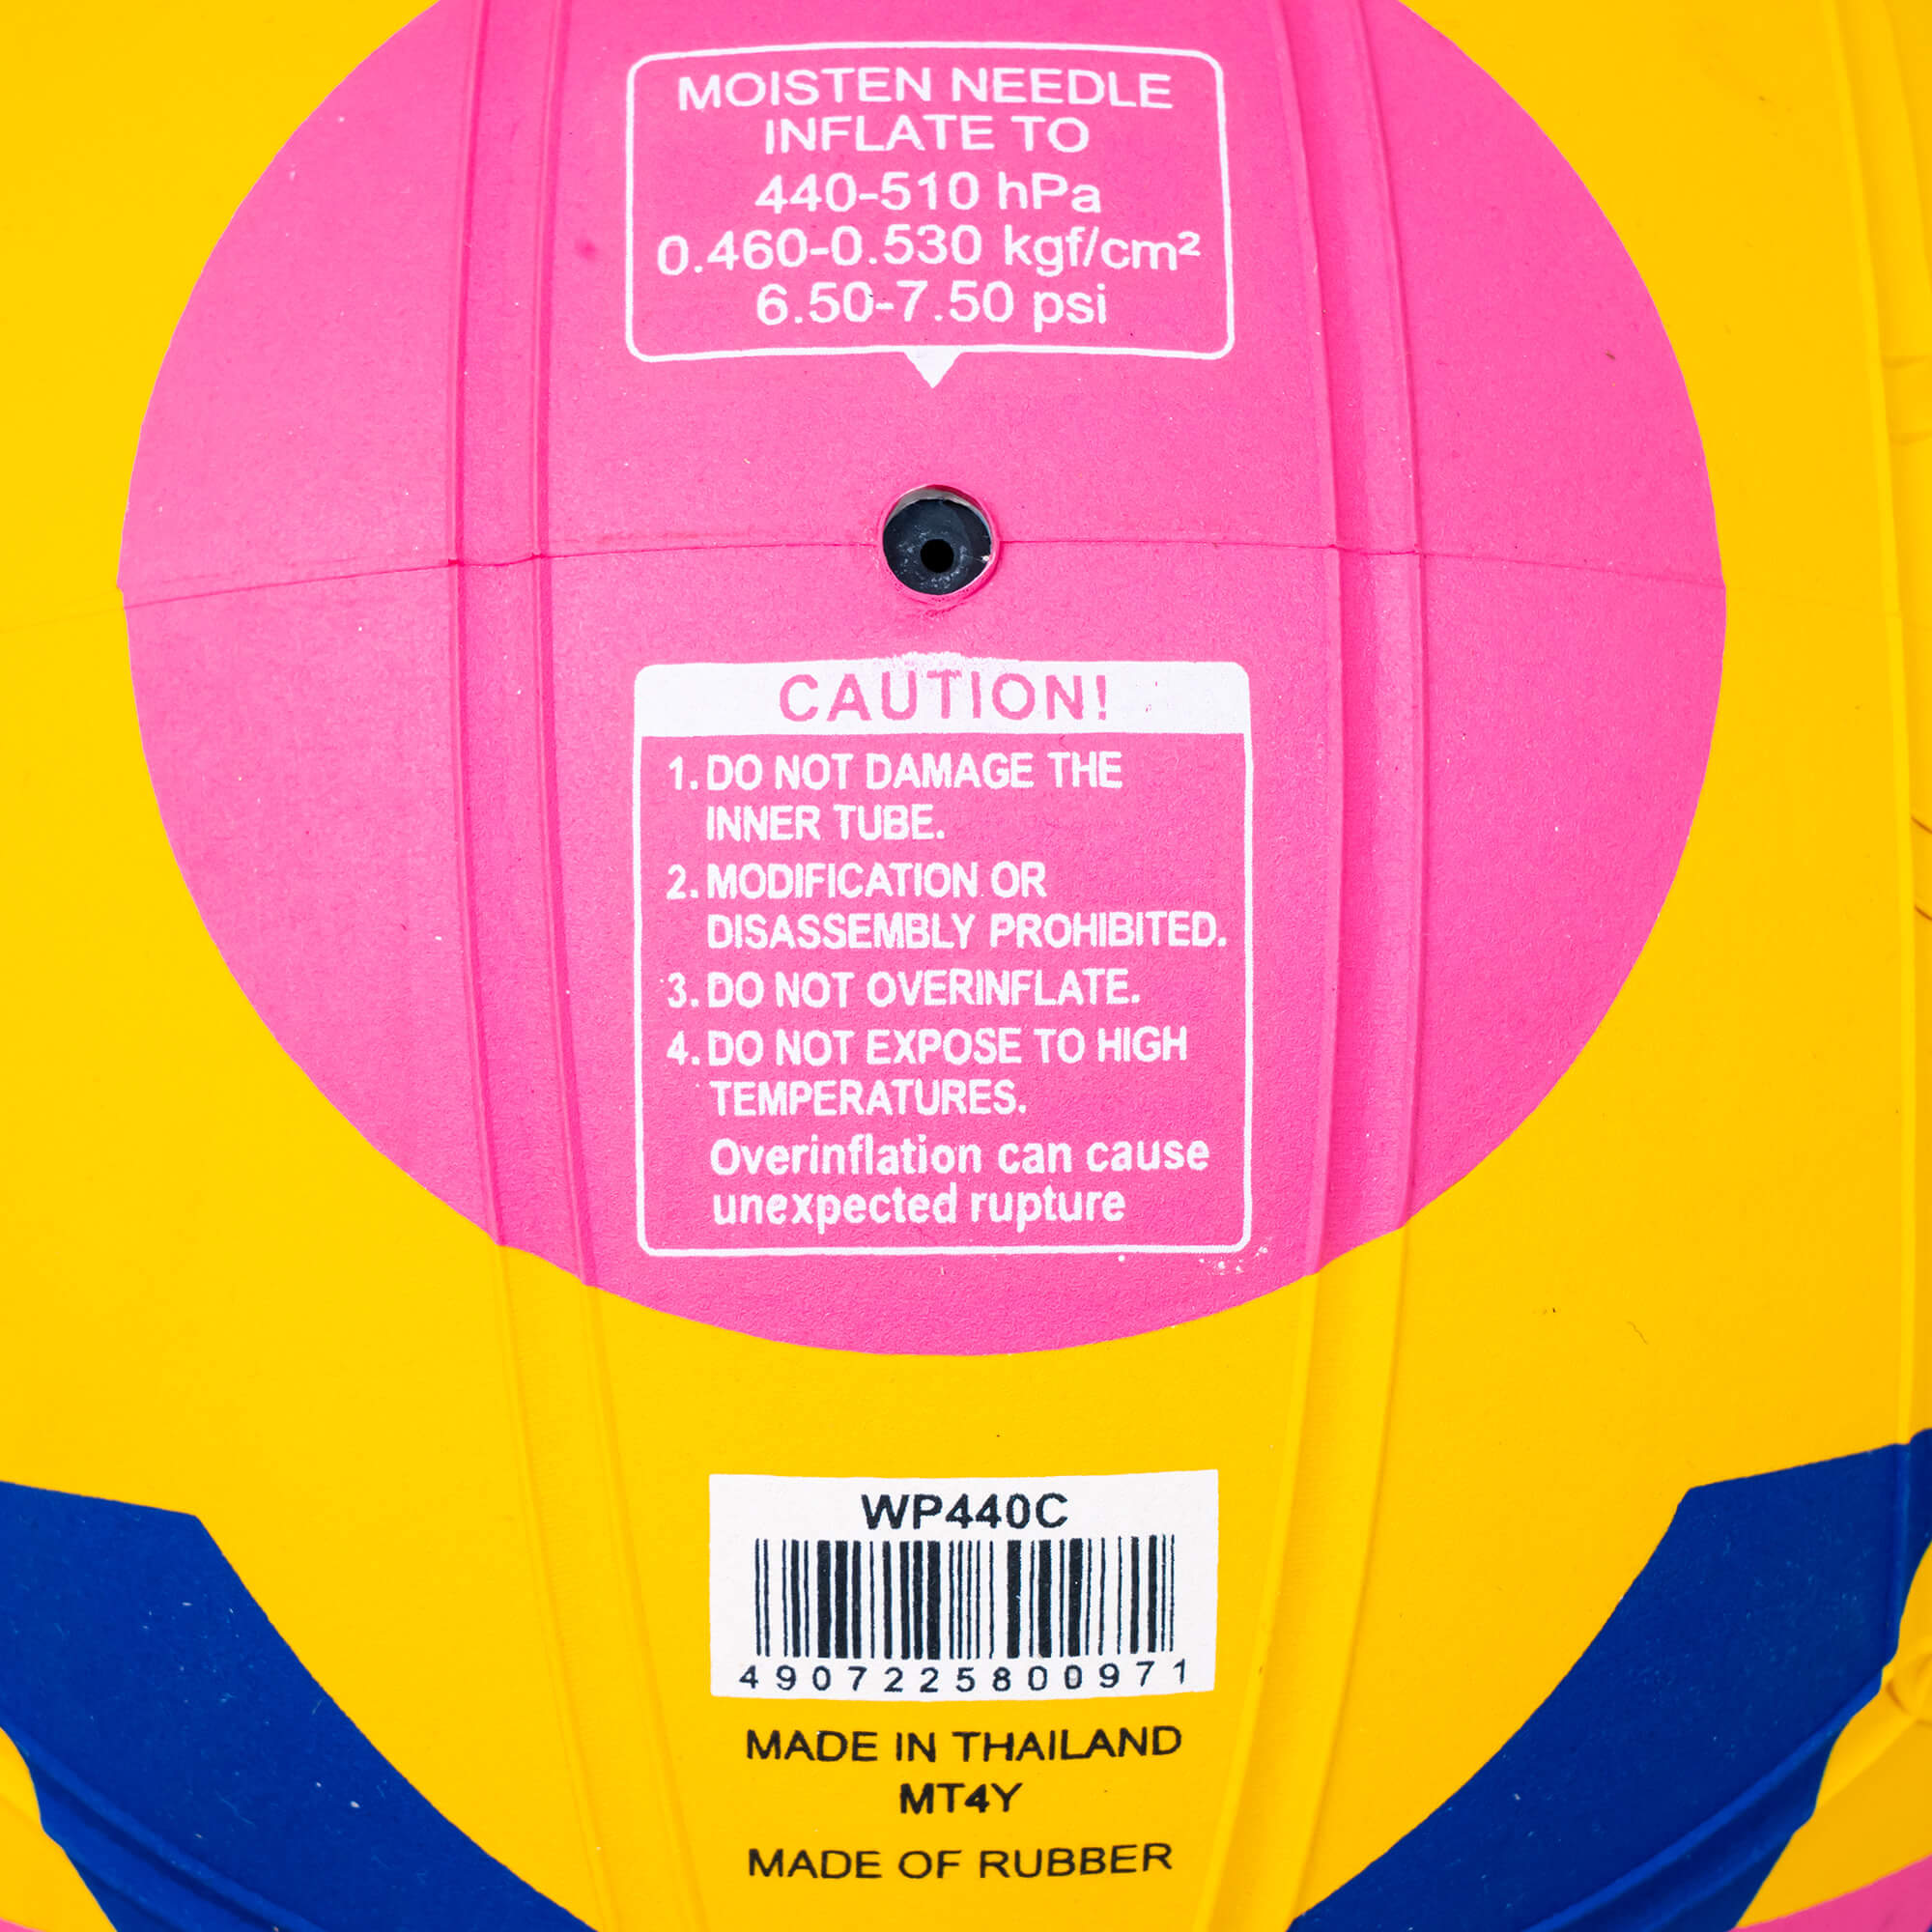 MOISTEN NEEDLE
INFLATE TO
440-510 hPa
0.460-0.530 kgf/cm²
6.50-7.50 psi
CAUTION!
1. DO NOT DAMAGE THE
INNER TUBE.
2. MODIFICATION OR
DISASSEMBLY PROHIBITED.
3. DO NOT OVERINFLATE.
4. DO NOT EXPOSE TO HIGH
TEMPERATURES.
Overinflation can cause
unexpected rupture
WP440C
4907225800971
MADE IN THAILAND
MT4Y
MADE OF RUBBER